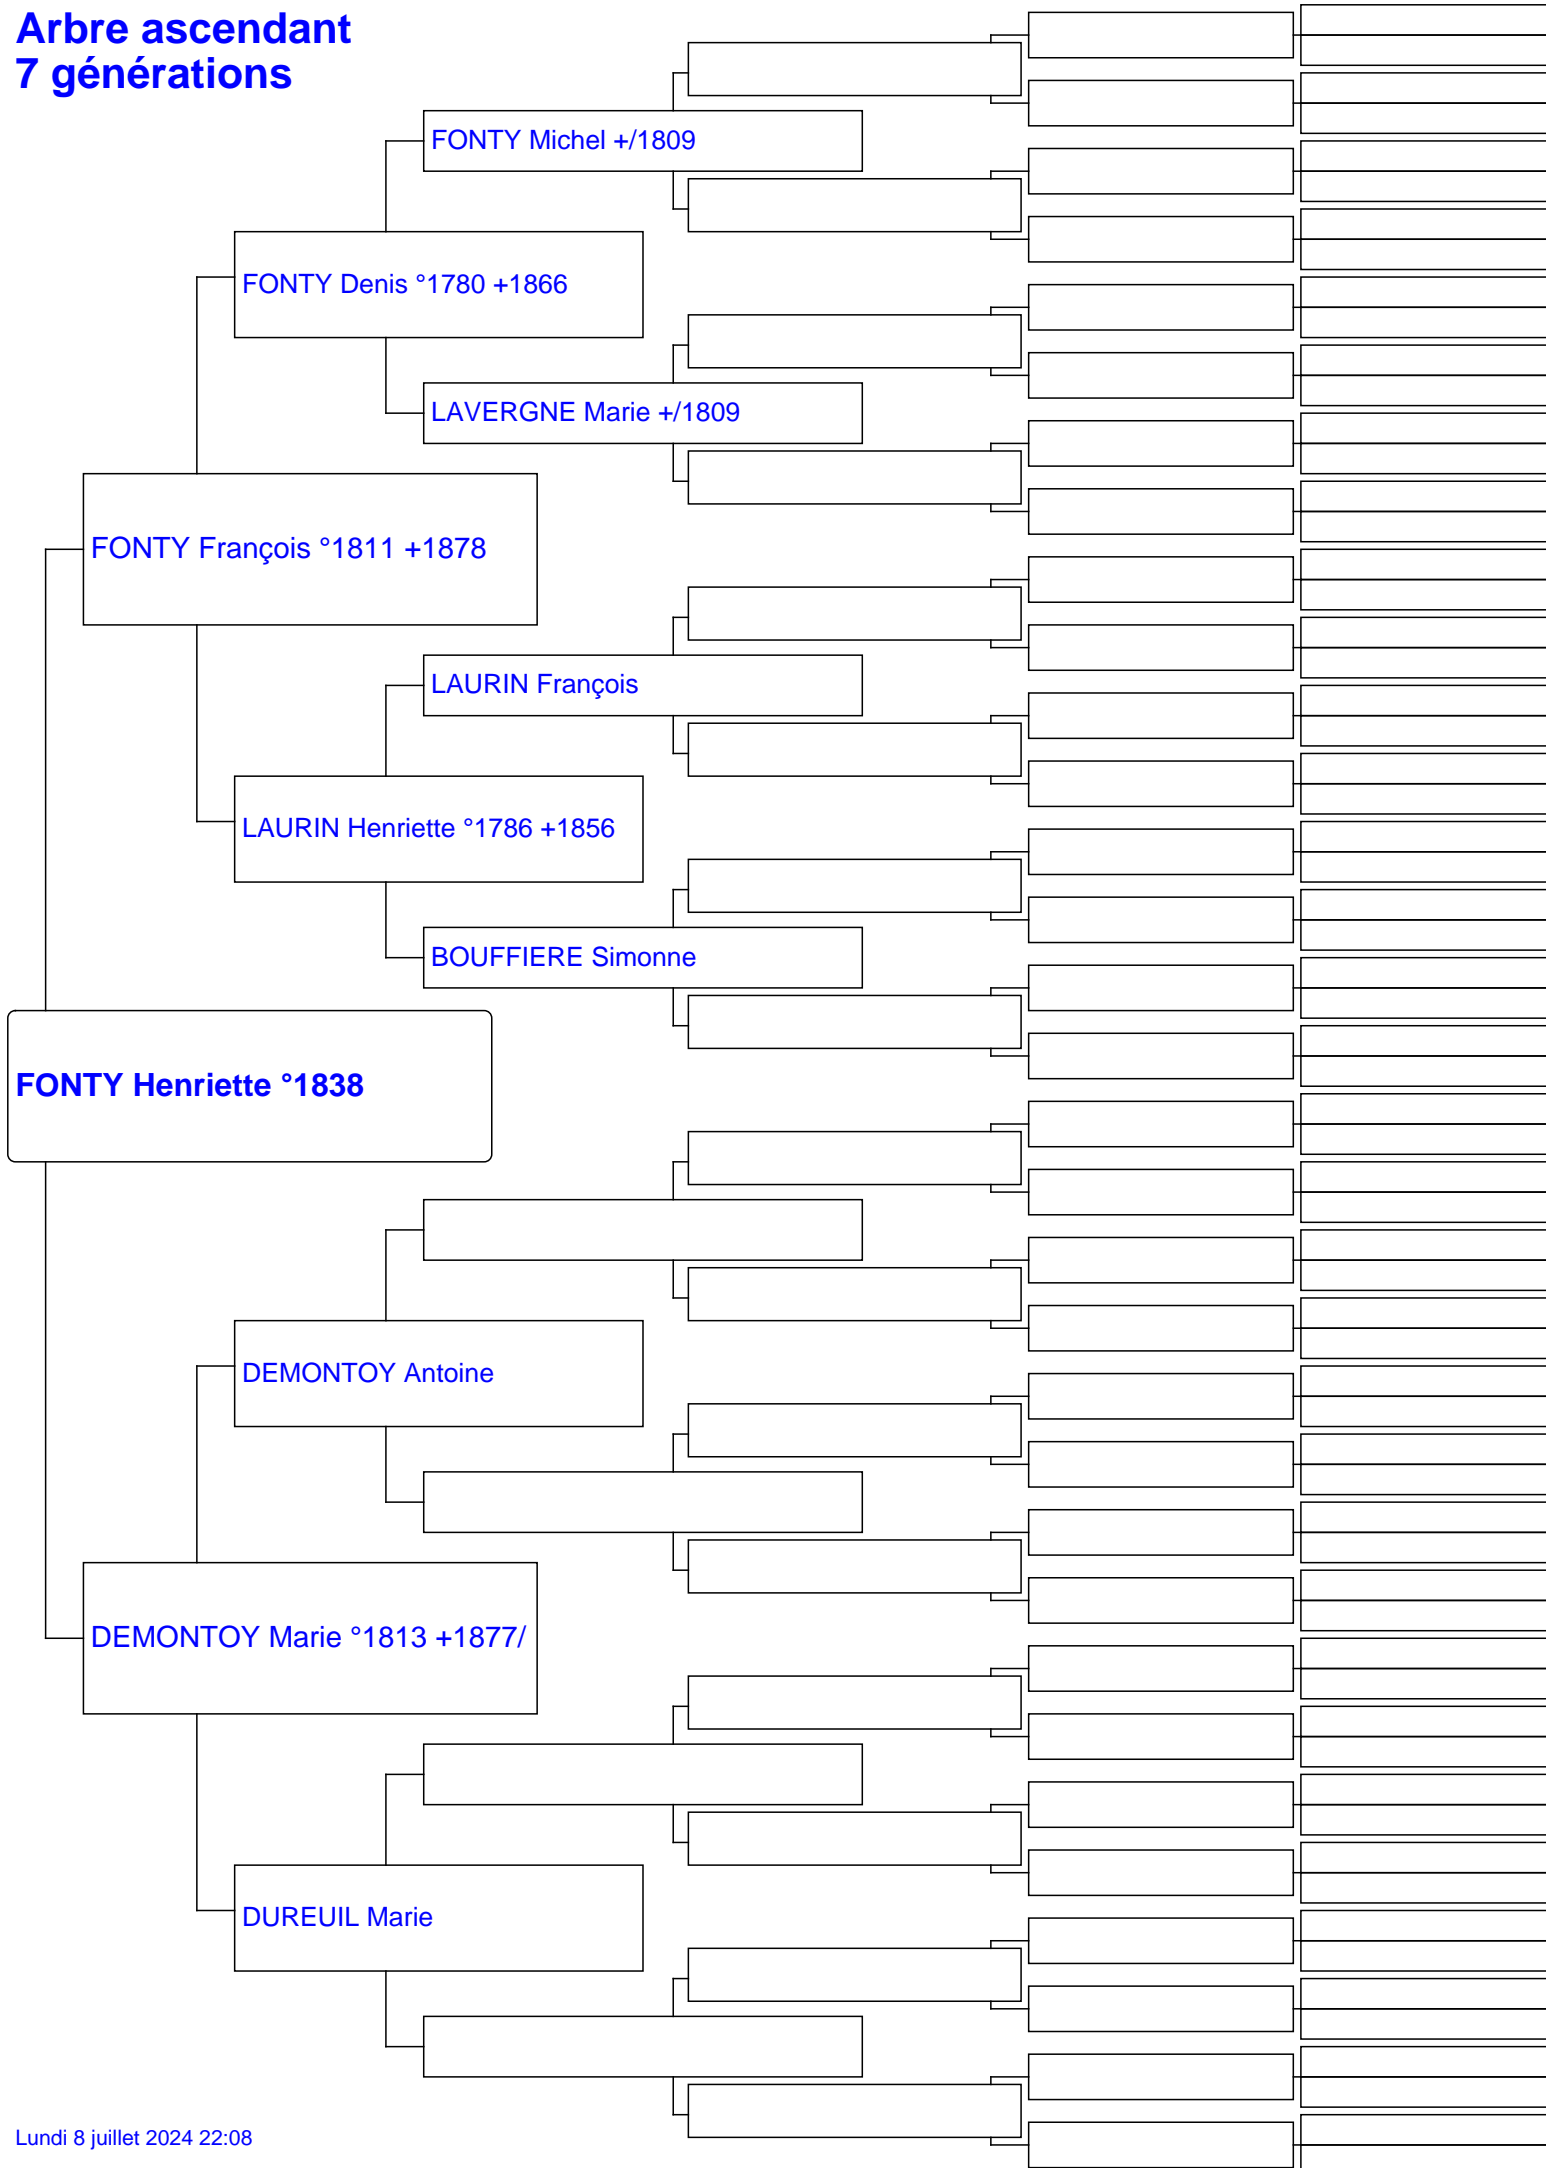 Arbre ascendant
7 générations
FONTY Michel +/1809
FONTY Denis °1780 +1866
LAVERGNE Marie +/1809
FONTY François °1811 +1878
LAURIN François
LAURIN Henriette °1786 +1856
BOUFFIERE Simonne
FONTY Henriette °1838
DEMONTOY Antoine
DEMONTOY Marie °1813 +1877/
DUREUIL Marie
Lundi 8 juillet 2024 22:08